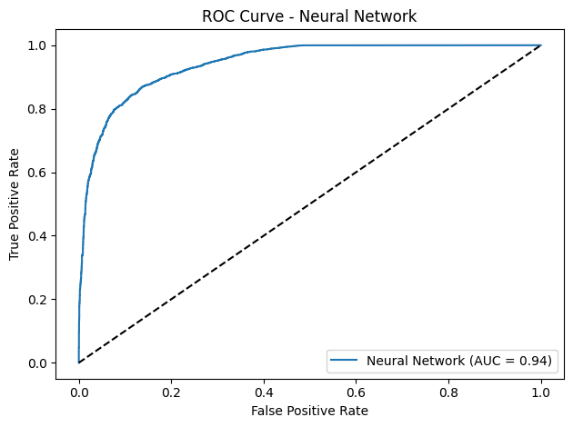 ROC Curve - Neural Network
1.0
0.8
0.6
0.4
0.2
0.0
True Positive Rate
0.0 0.2 0.4 0.6 0.8 1.0
False Positive Rate
Neural Network (AUC = 0.94)